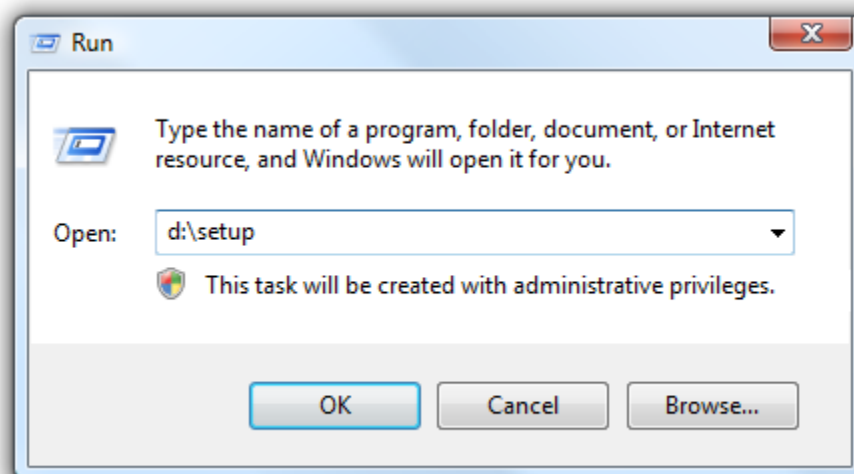 Run
Type the name of a program, folder, document, or Internet
resource, and Windows will open it for you.
Open: d:\setup
This task will be created with administrative privileges.
OK Cancel Browse...